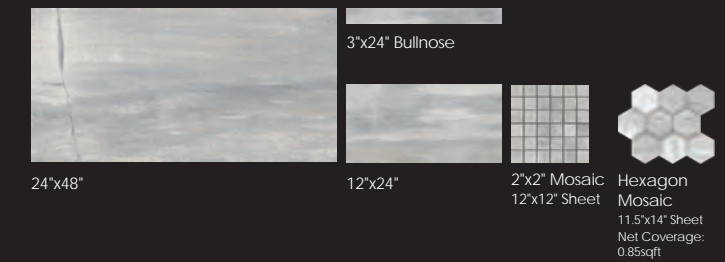 3"x24" Bullnose
24"x48"
12"x24"
2"x2" Mosaic
12"x12" Sheet
Hexagon
Mosaic
11.5"x14" Sheet
Net Coverage:
0.85sqft